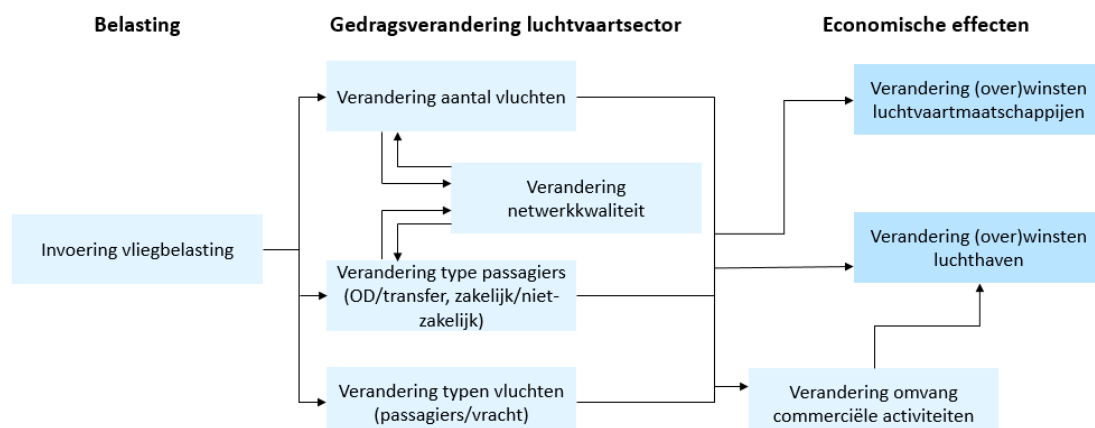 Belasting
Gedragsverandering luchtvaartsector
Economische effecten
Verandering aantal vluchten
Verandering (over)winsten
luchtvaartmaatschappijen
Verandering
netwerkkwaliteit
Invoering vliegbelasting
Verandering (over)winsten
luchthaven
Verandering type passagiers
(OD/transfer, zakelijk/niet-
zakelijk)
Verandering typen vluchten
(passagiers/vracht)
Verandering omvang
commerciële activiteiten